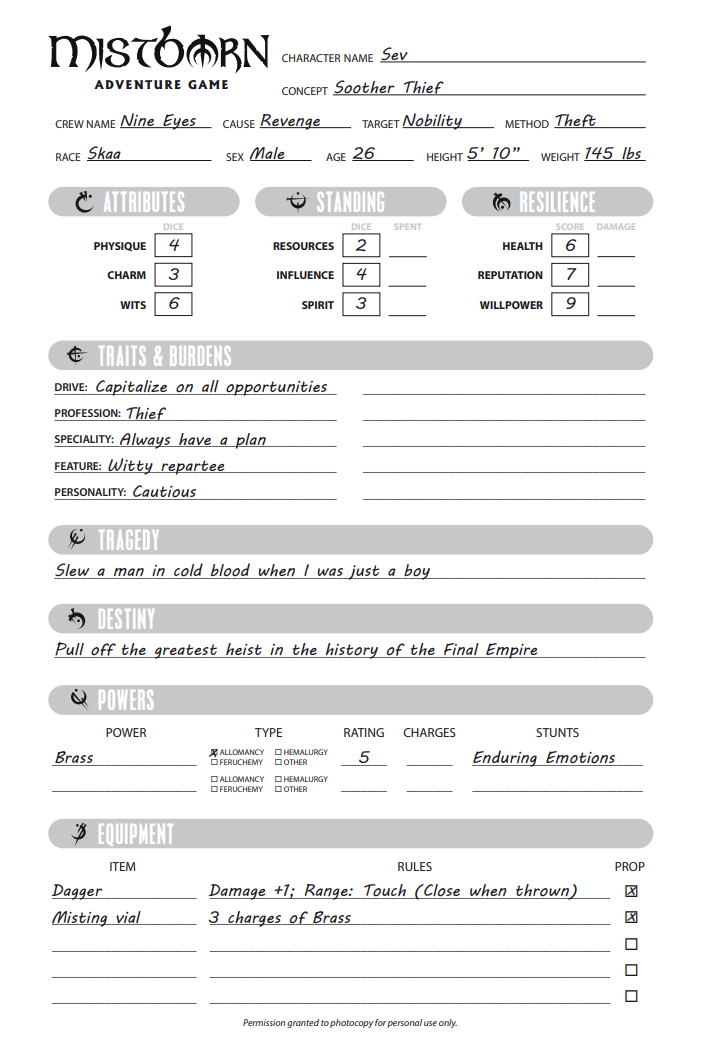 MISTBORN
ADVENTURE GAME
CHARACTER NAME Sev
CONCEPT Soother Thief
CREW NAME Nine Eyes CAUSE Revenge TARGET Nobility METHOD Theft
RACE Skaa SEX Male AGE 26 HEIGHT 5' 10” WEIGHT 145 lbs
ATTRIBUTES STANDING RESILIENCE
DICE DICE SPENT SCORE DAMAGE
PHYSIQUE 4 RESOURCES 2 HEALTH 6
CHARM 3 INFLUENCE 4 REPUTATION 7
WITS 6 SPIRIT 3 WILLPOWER 9
TRAITS & BURDENS
DRIVE: Capitalize on all opportunities
PROFESSION: Thief
SPECIALITY: Always have a plan
FEATURE: Witty repartee
PERSONALITY: Cautious
TRAGEDY
Slew a man in cold blood when I was just a boy
DESTINY
Pull off the greatest heist in the history of the Final Empire
POWERS
POWER TYPE RATING CHARGES STUNTS
Brass X ALLOMANCY HEMALURGY FERUCHEMY OTHER 5 Enduring Emotions
ALLOMANCY HEMALURGY
FERUCHEMY OTHER
EQUIPMENT
ITEM RULES PROP
Dagger Damage +1; Range: Touch (Close when thrown) X
Misting vial 3 charges of Brass X
Permission granted to photocopy for personal use only.